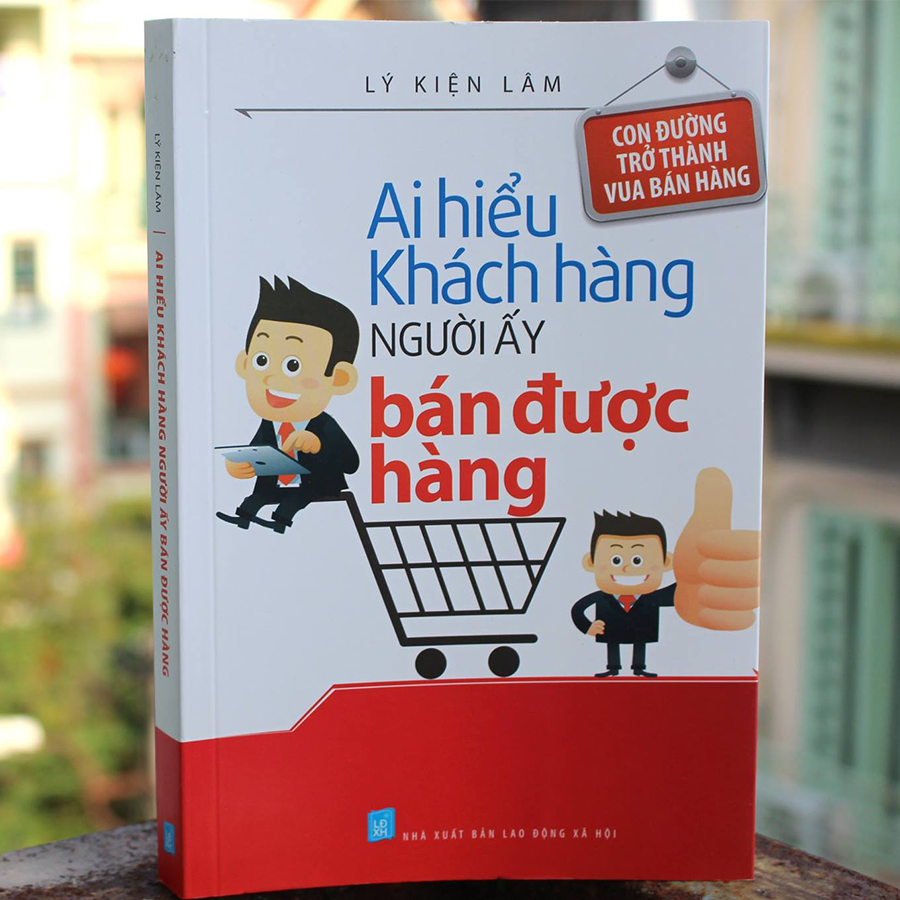 LÝ KIỆN LÂM
CON ĐƯỜNG
TRỞ THÀNH
VUA BÁN HÀNG
Ai hiểu
Khách hàng
NGƯỜI ẤY
bán được
hàng
LĐ
XH
NHÀ XUẤT BẢN LAO ĐỘNG XÃ HỘI
LÝ KIỆN LÂM | AI HIỂU KHÁCH HÀNG NGƯỜI ẤY BÁN ĐƯỢC HÀNG